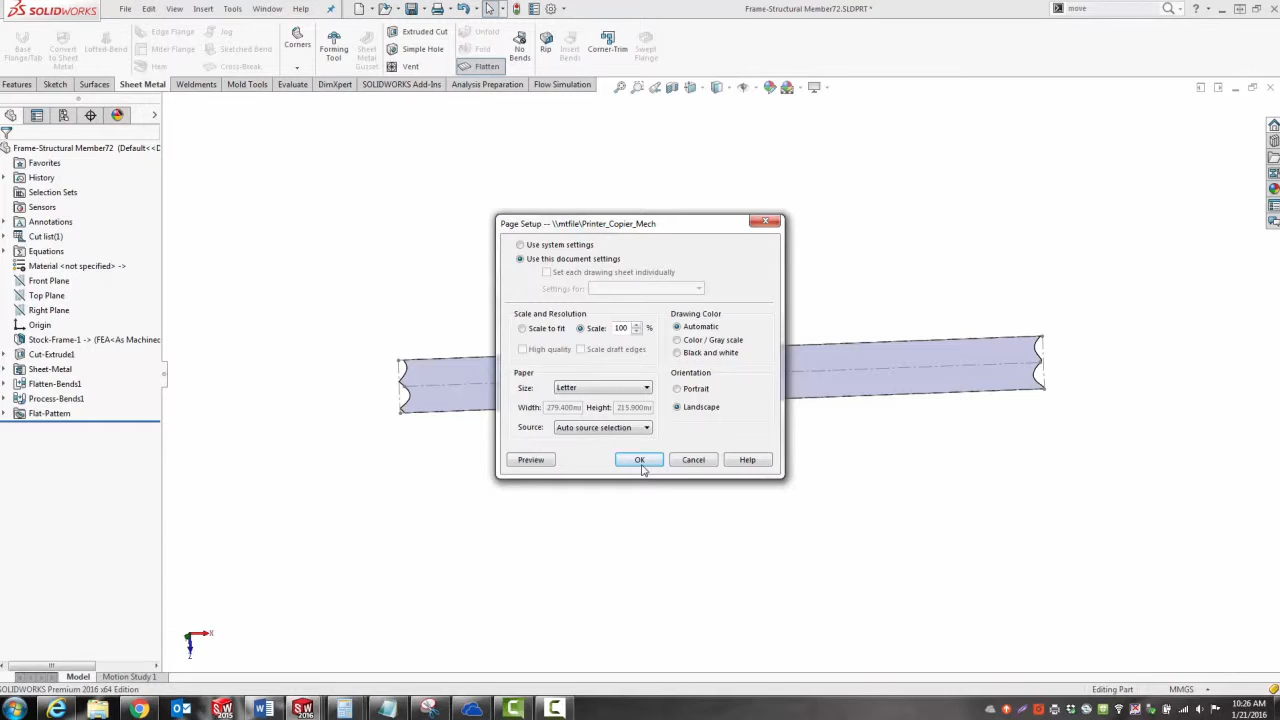 SOLIDWORKS File Edit View Insert Tools Window Help Frame-Structural Member72.SLDPRT * move
Base Flange/Tab
Convert to Sheet Metal
Lofted-Bend
Edge Flange
Miter Flange
Hem
Jog
Sketched Bend
Cross-Break
Corners
Forming Tool
Sheet Metal Gusset
Extruded Cut
Simple Hole
Vent
Unfold
Fold
Flatten
No Bends
Rip
Insert Bends
Corner-Trim
Swept Flange
Features Sketch Surfaces Sheet Metal Weldments Mold Tools Evaluate DimXpert SOLIDWORKS Add-Ins Analysis Preparation Flow Simulation
Frame-Structural Member72 (Default<<D
Favorites
History
Selection Sets
Sensors
Annotations
Cut list(1)
Equations
Material <not specified> ->
Front Plane
Top Plane
Right Plane
Origin
Stock-Frame-1 -> (FEA<As Machine
Cut-Extrude1
Sheet-Metal
Flatten-Bends1
Process-Bends1
Flat-Pattern
Page Setup -- \\mtfile\Printer_Copier_Mech
Use system settings
Use this document settings
Set each drawing sheet individually
Settings for:
Scale and Resolution
Scale to fit Scale: 100 %
High quality Scale draft edges
Drawing Color
Automatic
Color / Gray scale
Black and white
Paper
Size: Letter
Width: 279.400mm Height: 215.900mm
Source: Auto source selection
Orientation
Portrait
Landscape
Preview OK Cancel Help
X
Z
Model Motion Study 1
SOLIDWORKS Premium 2016 x64 Edition Editing Part MMGS
2015 2016
10:26 AM
1/21/2016